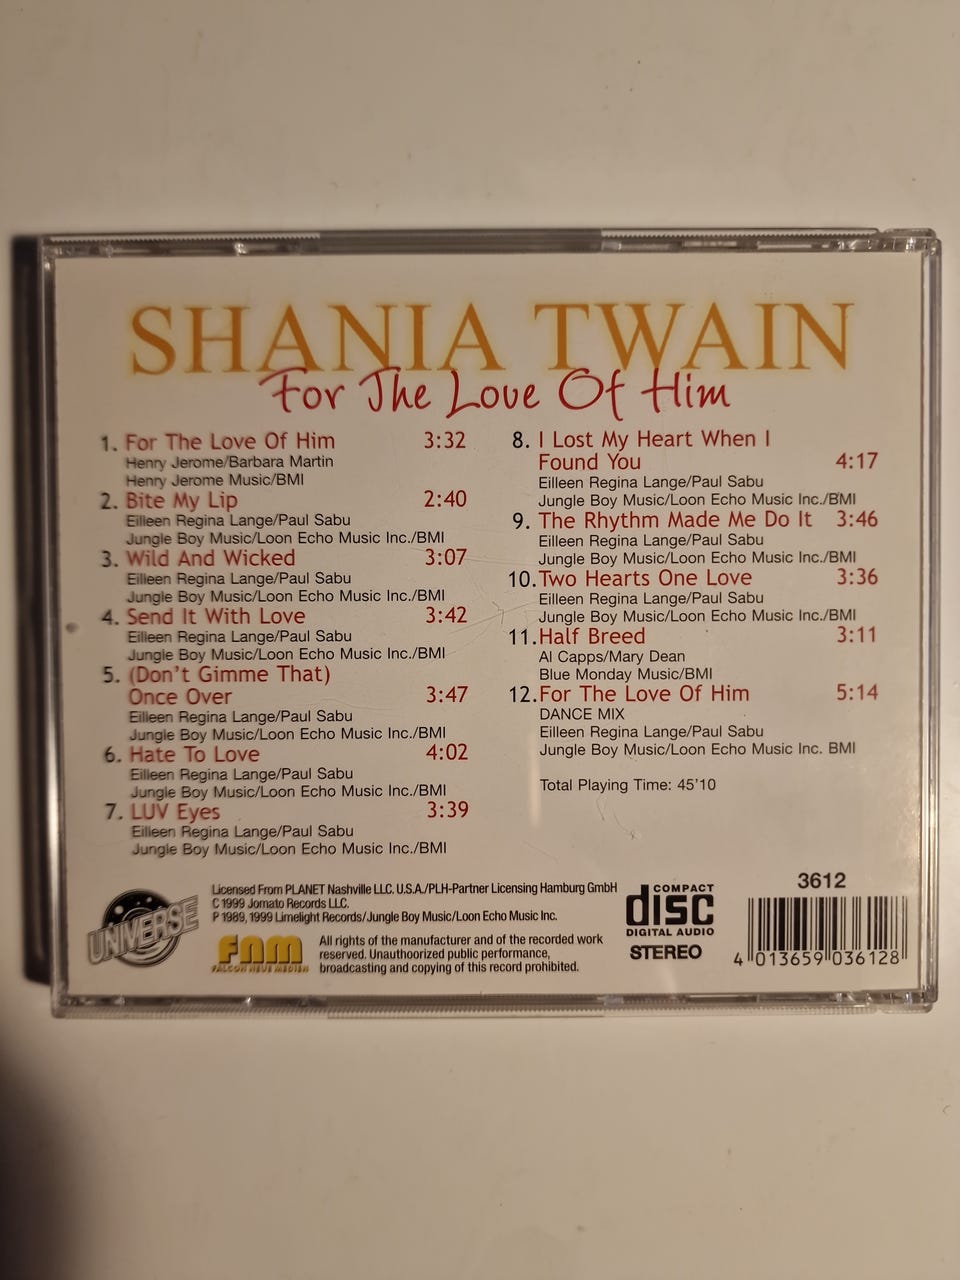 SHANIA TWAIN
For The Love Of Him
1. For The Love Of Him 3:32
Henry Jerome/Barbara Martin
Henry Jerome Music/BMI
2. Bite My Lip 2:40
Eilleen Regina Lange/Paul Sabu
Jungle Boy Music/Loon Echo Music Inc./BMI
3. Wild And Wicked 3:07
Eilleen Regina Lange/Paul Sabu
Jungle Boy Music/Loon Echo Music Inc./BMI
4. Send It With Love 3:42
Eilleen Regina Lange/Paul Sabu
Jungle Boy Music/Loon Echo Music Inc./BMI
5. (Don't Gimme That)
Once Over 3:47
Eilleen Regina Lange/Paul Sabu
Jungle Boy Music/Loon Echo Music Inc./BMI
6. Hate To Love 4:02
Eilleen Regina Lange/Paul Sabu
Jungle Boy Music/Loon Echo Music Inc./BMI
7. LUV Eyes 3:39
Eilleen Regina Lange/Paul Sabu
Jungle Boy Music/Loon Echo Music Inc./BMI
8. I Lost My Heart When I
Found You 4:17
Eilleen Regina Lange/Paul Sabu
Jungle Boy Music/Loon Echo Music Inc./BMI
9. The Rhythm Made Me Do It 3:46
Eilleen Regina Lange/Paul Sabu
Jungle Boy Music/Loon Echo Music Inc./BMI
10. Two Hearts One Love 3:36
Eilleen Regina Lange/Paul Sabu
Jungle Boy Music/Loon Echo Music Inc./BMI
11. Half Breed 3:11
Al Capps/Mary Dean
Blue Monday Music/BMI
12. For The Love Of Him 5:14
DANCE MIX
Eilleen Regina Lange/Paul Sabu
Jungle Boy Music/Loon Echo Music Inc. BMI
Total Playing Time: 45'10
UNIVERSE
Licensed From PLANET Nashville LLC. U.S.A./PLH-Partner Licensing Hamburg GmbH
C 1999 Jomato Records LLC.
P 1989, 1999 Limelight Records/Jungle Boy Music/Loon Echo Music Inc.
FNM
FALCON NEUE MEDIEN
All rights of the manufacturer and of the recorded work
reserved. Unauthoorized public performance,
broadcasting and copying of this record prohibited.
COMPACT
disc
DIGITAL AUDIO
STEREO
3612
4 013659 036128